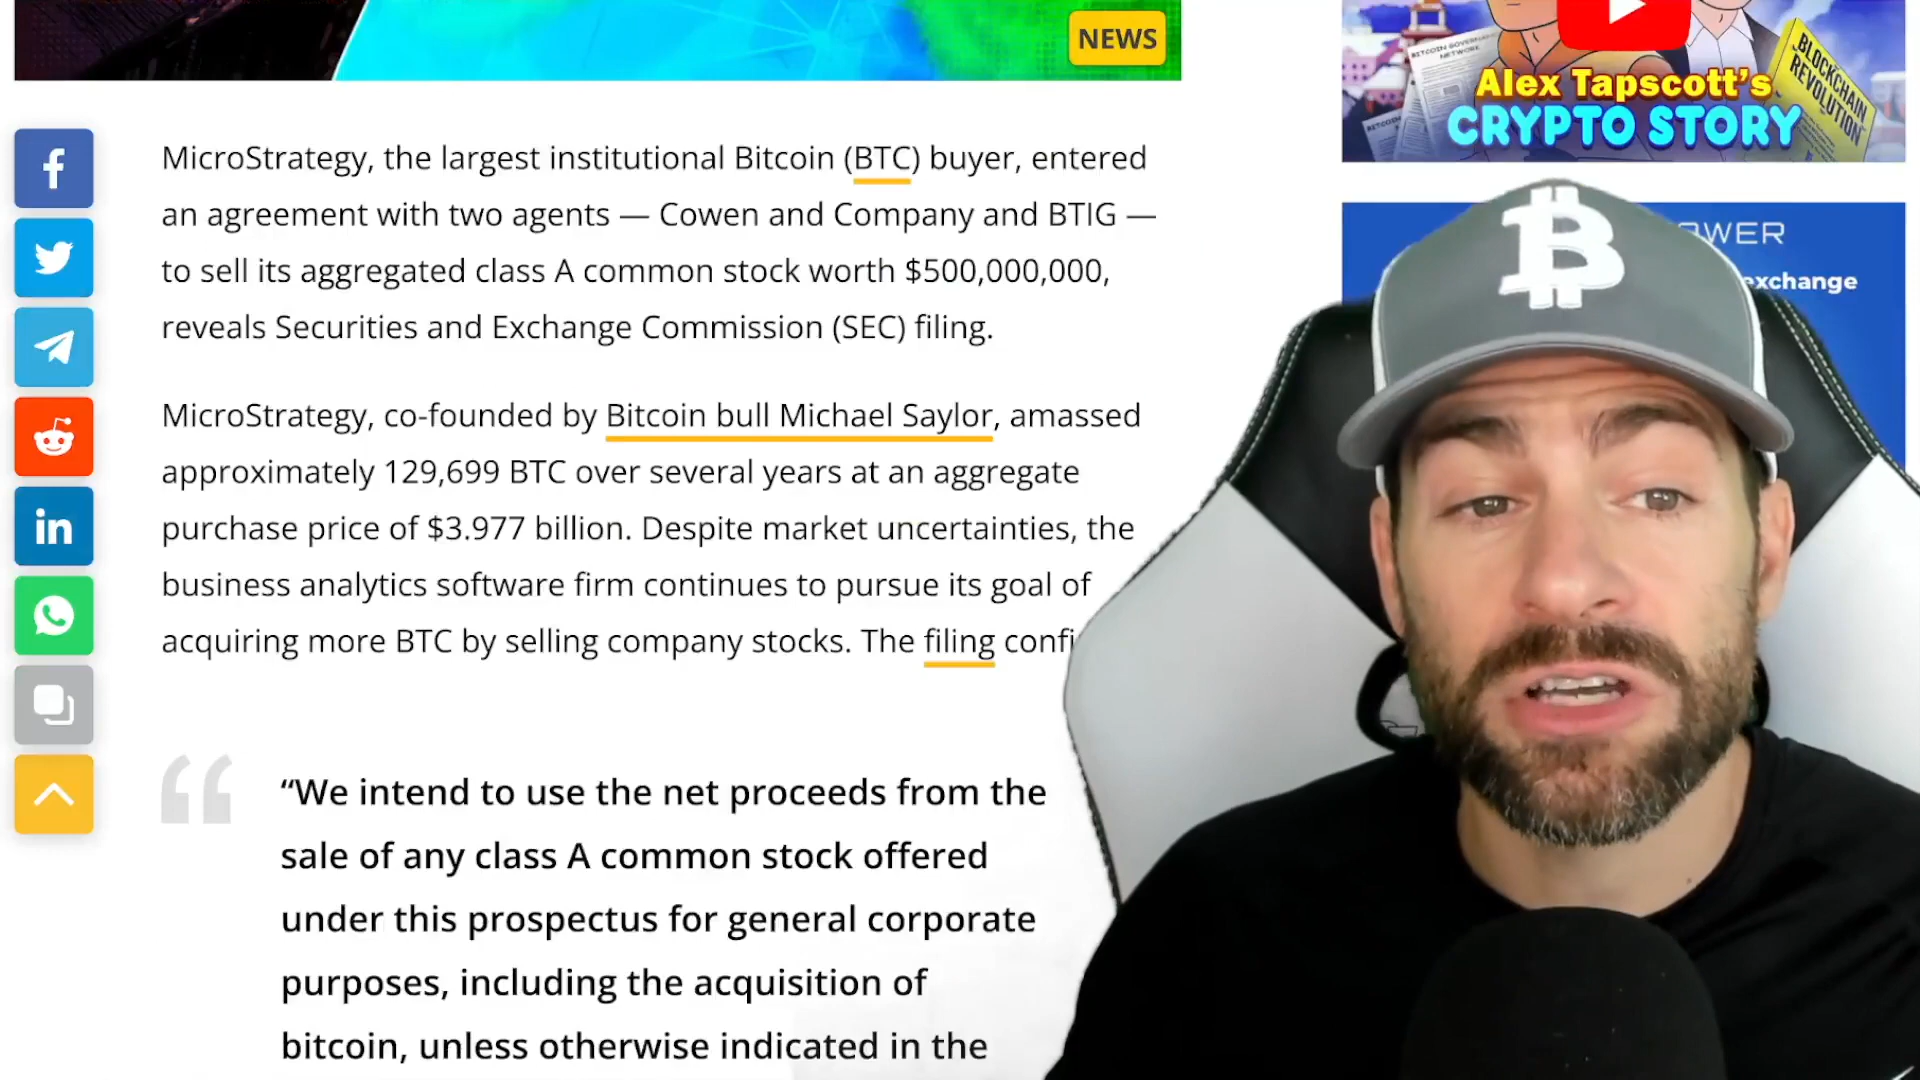 NEWS
BITCOIN GOVERNANCE
NETWORK
BLOCKCHAIN
REVOLUTION
Alex Tapscott's
CRYPTO STORY
MicroStrategy, the largest institutional Bitcoin (BTC) buyer, entered
an agreement with two agents — Cowen and Company and BTIG —
to sell its aggregated class A common stock worth $500,000,000,
reveals Securities and Exchange Commission (SEC) filing.
MicroStrategy, co-founded by Bitcoin bull Michael Saylor, amassed
approximately 129,699 BTC over several years at an aggregate
purchase price of $3.977 billion. Despite market uncertainties, the
business analytics software firm continues to pursue its goal of
acquiring more BTC by selling company stocks. The filing confi
“We intend to use the net proceeds from the
sale of any class A common stock offered
under this prospectus for general corporate
purposes, including the acquisition of
bitcoin, unless otherwise indicated in the
OWER
exchange